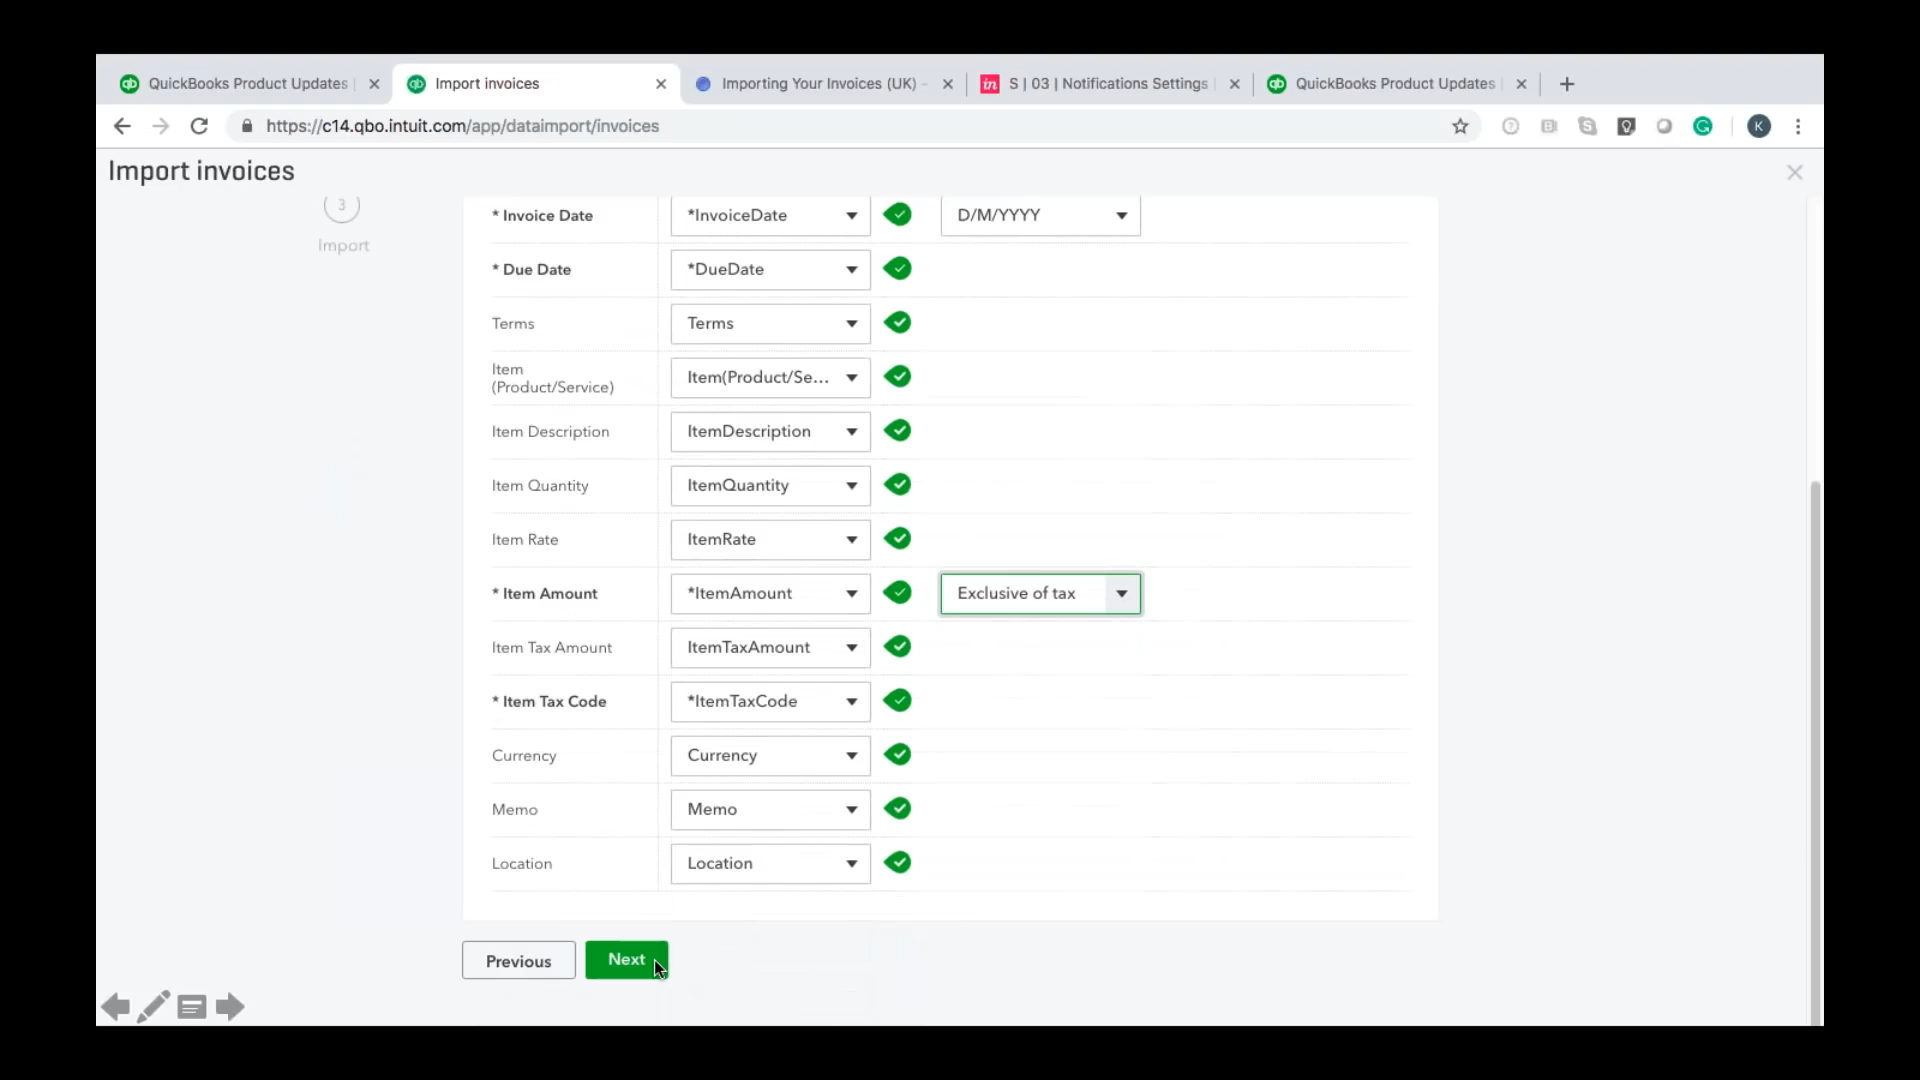 QuickBooks Product Updates
Import invoices
Importing Your Invoices (UK) -
S | 03 | Notifications Settings
QuickBooks Product Updates
https://c14.qbo.intuit.com/app/dataimport/invoices
K
Import invoices
3
Import
* Invoice Date
*InvoiceDate
D/M/YYYY
* Due Date
*DueDate
Terms
Terms
Item
(Product/Service)
Item(Product/Se...
Item Description
ItemDescription
Item Quantity
ItemQuantity
Item Rate
ItemRate
* Item Amount
*ItemAmount
Exclusive of tax
Item Tax Amount
ItemTaxAmount
* Item Tax Code
*ItemTaxCode
Currency
Currency
Memo
Memo
Location
Location
Previous
Next